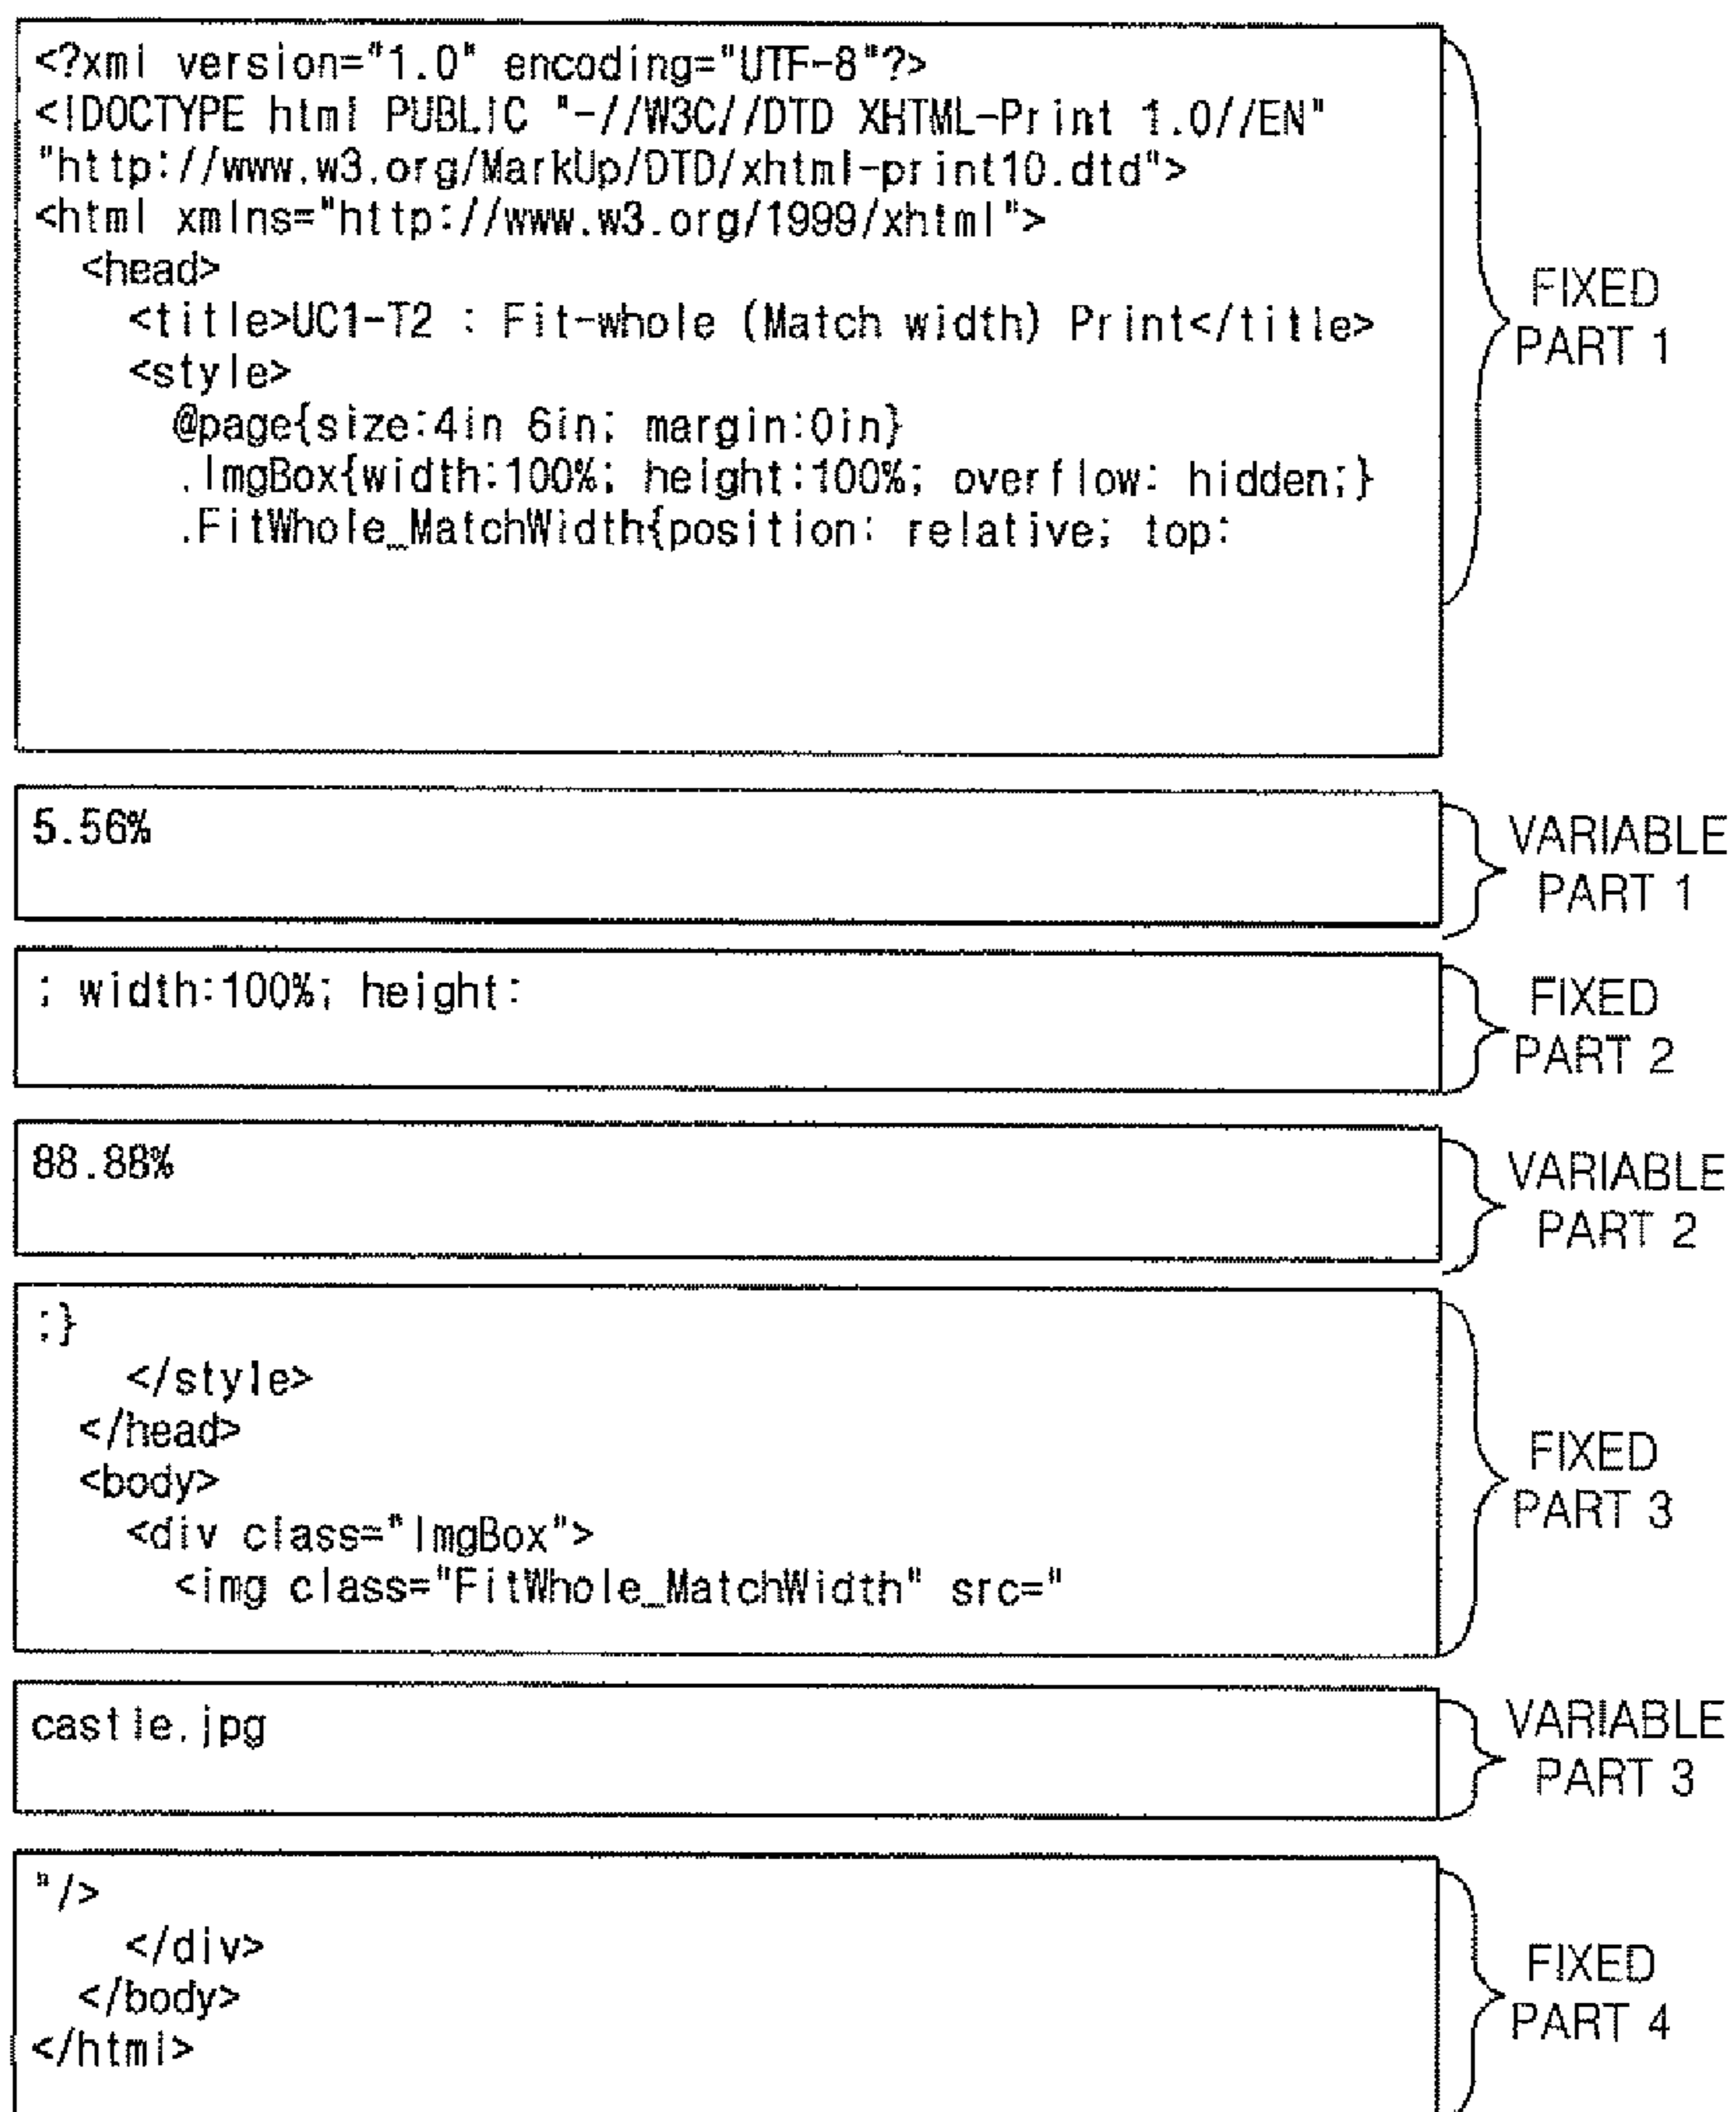 <?xml version="1.0" encoding="UTF-8"?>
<!DOCTYPE html PUBLIC "-//W3C//DTD XHTML-Print 1.0//EN"
"http://www.w3.org/MarkUp/DTD/xhtml-print10.dtd">
<html xmlns="http://www.w3.org/1999/xhtml">
<head>
<title>UC1-T2 : Fit-whole (Match width) Print</title>
<style>
@page{size:4in 6in; margin:0in}
.ImgBox{width:100%; height:100%; overflow: hidden;}
.FitWhole_MatchWidth{position: relative; top:
FIXED
PART 1
5.56%
VARIABLE
PART 1
; width:100%; height:
FIXED
PART 2
88.88%
VARIABLE
PART 2
;}
</style>
</head>
<body>
<div class="ImgBox">
<img class="FitWhole_MatchWidth" src="
FIXED
PART 3
castle.jpg
VARIABLE
PART 3
"/>
</div>
</body>
</html>
FIXED
PART 4